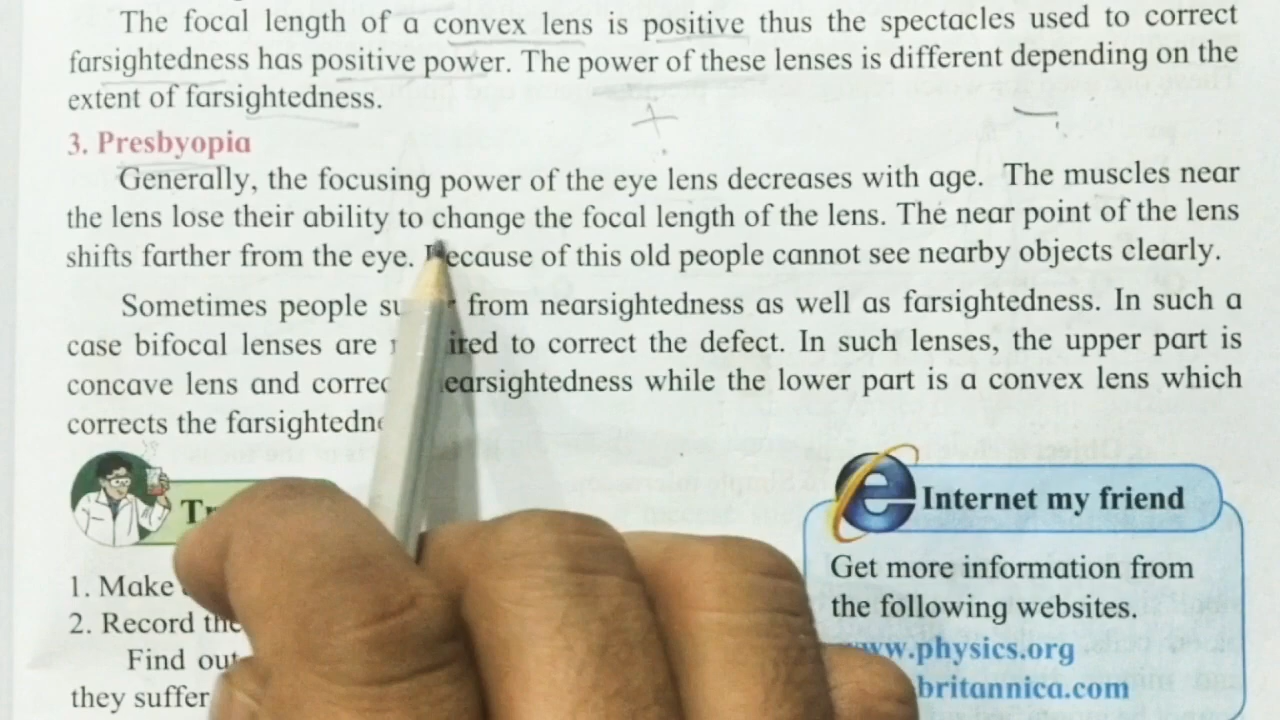 The focal length of a convex lens is positive thus the spectacles used to correct
farsightedness has positive power. The power of these lenses is different depending on the
extent of farsightedness.
+ -
3. Presbyopia
Generally, the focusing power of the eye lens decreases with age. The muscles near
the lens lose their ability to change the focal length of the lens. The near point of the lens
shifts farther from the eye. Because of this old people cannot see nearby objects clearly.
Sometimes people from nearsightedness as well as farsightedness. In such a
case bifocal lenses are to correct the defect. In such lenses, the upper part is
concave lens and nearsightedness while the lower part is a convex lens which
corrects the
Internet my friend
Get more information from
the following websites.
www.physics.org
britannica.com
1. Make
2. Record the
Find out
they suffer